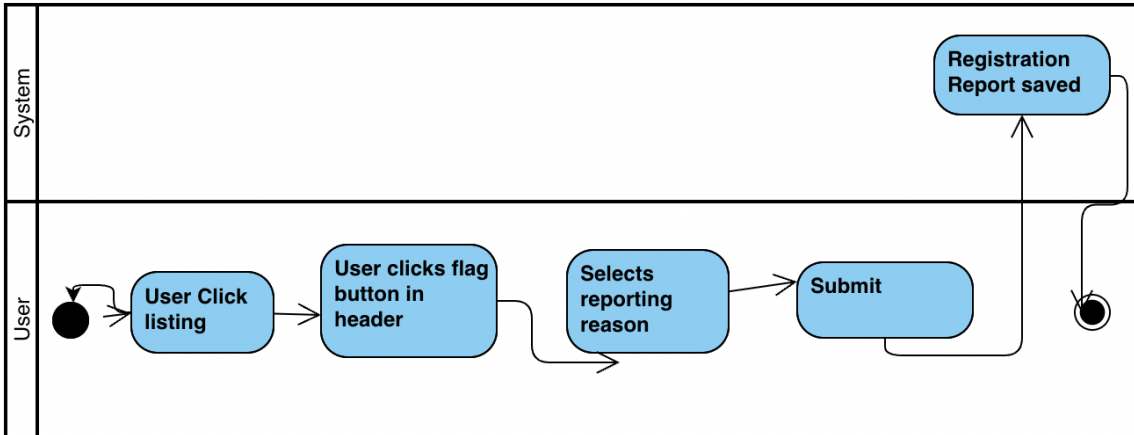 System
Registration
Report saved
User
User Click
listing
User clicks flag
button in
header
Selects
reporting
reason
Submit